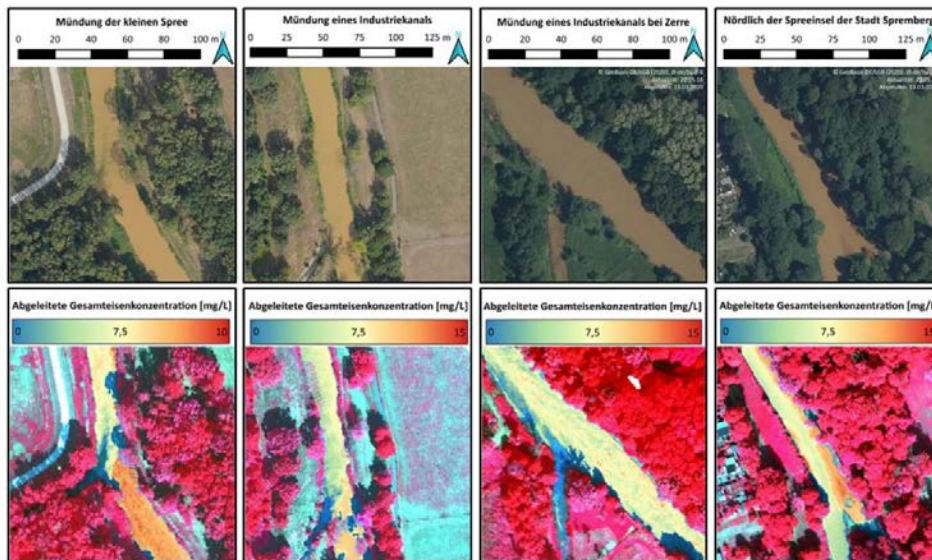 Mündung der kleinen Spree
0 20 40 60 80 100 m
Mündung eines Industriekanals
0 25 50 75 100 125 m
Mündung eines Industriekanals bei Zerre
0 20 40 60 80 100 m
Nördlich der Spreeinsel der Stadt Spremberg
0 25 50 75 100 125 m
Abgeleitete Gesamteisenkonzentration [mg/L]
0 7,5 10
Abgeleitete Gesamteisenkonzentration [mg/L]
0 7,5 15
Abgeleitete Gesamteisenkonzentration [mg/L]
0 7,5 15
Abgeleitete Gesamteisenkonzentration [mg/L]
0 7,5 15